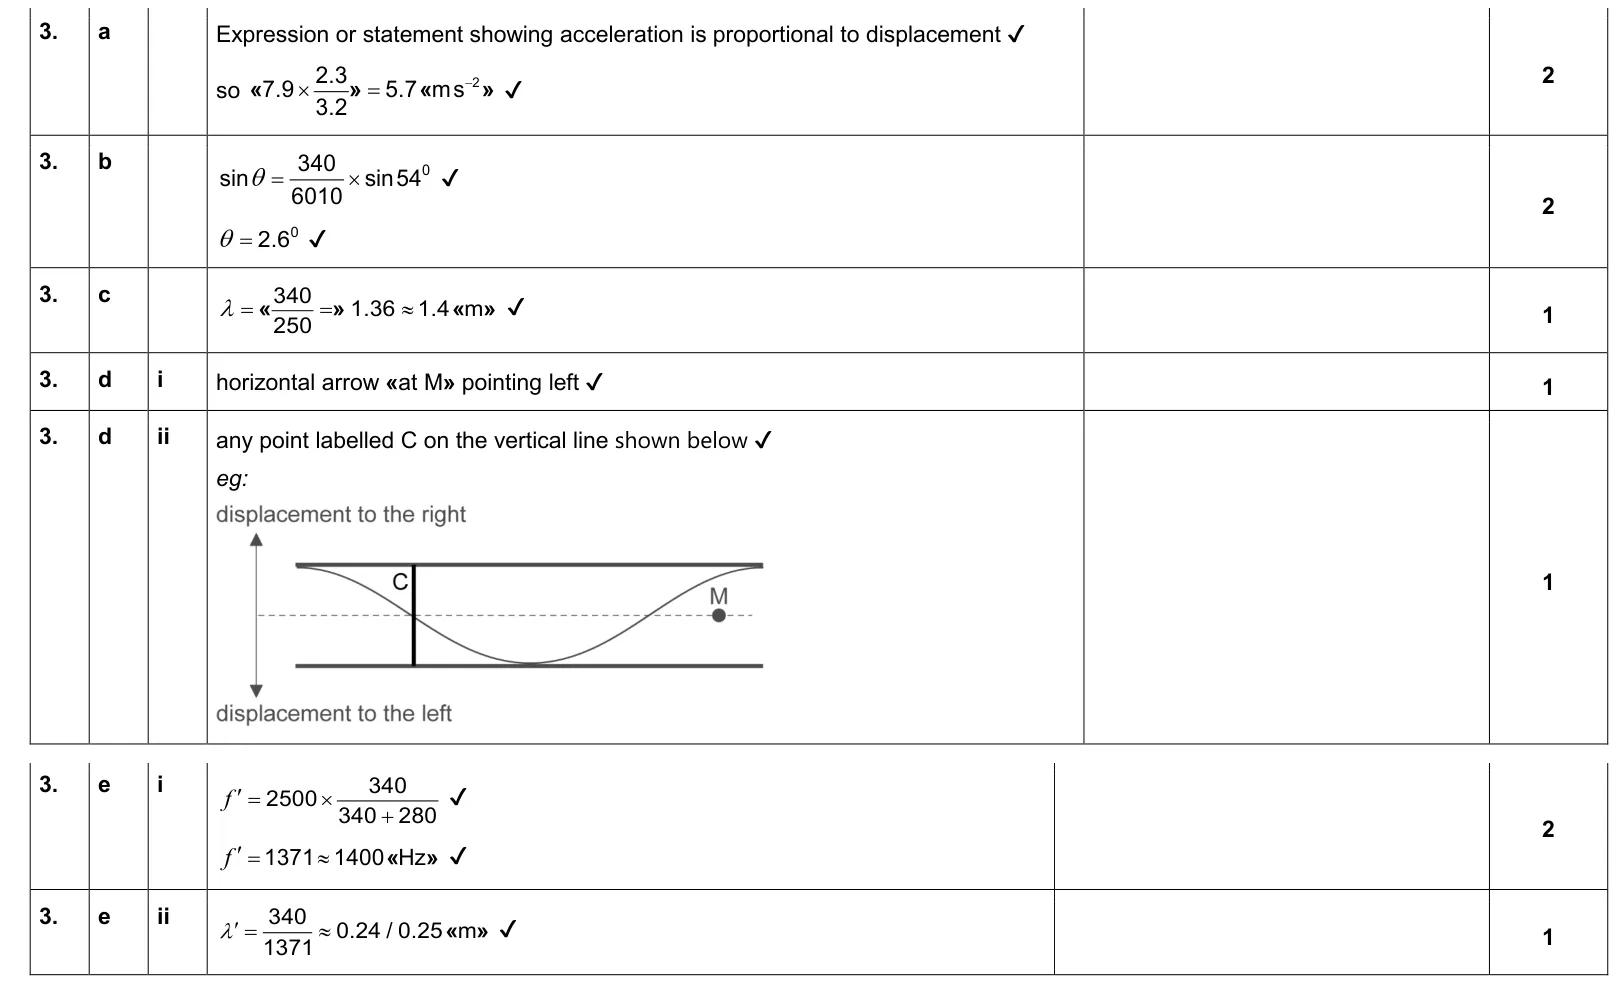 3. a Expression or statement showing acceleration is proportional to displacement ✓
so «7.9 × 2.3/3.2» = 5.7 «m s⁻²» ✓
2
3. b sin θ = 340/6010 × sin 54⁰ ✓
θ = 2.6⁰ ✓
2
3. c λ = «340/250 =» 1.36 ≈ 1.4 «m» ✓
1
3. d i horizontal arrow «at M» pointing left ✓ 1
3. d ii any point labelled C on the vertical line shown below ✓
eg:
displacement to the right
C
M
displacement to the left
1
3. e i f′ = 2500 × 340/(340 + 280) ✓
f′ = 1371 ≈ 1400 «Hz» ✓
2
3. e ii λ′ = 340/1371 ≈ 0.24 / 0.25 «m» ✓
1